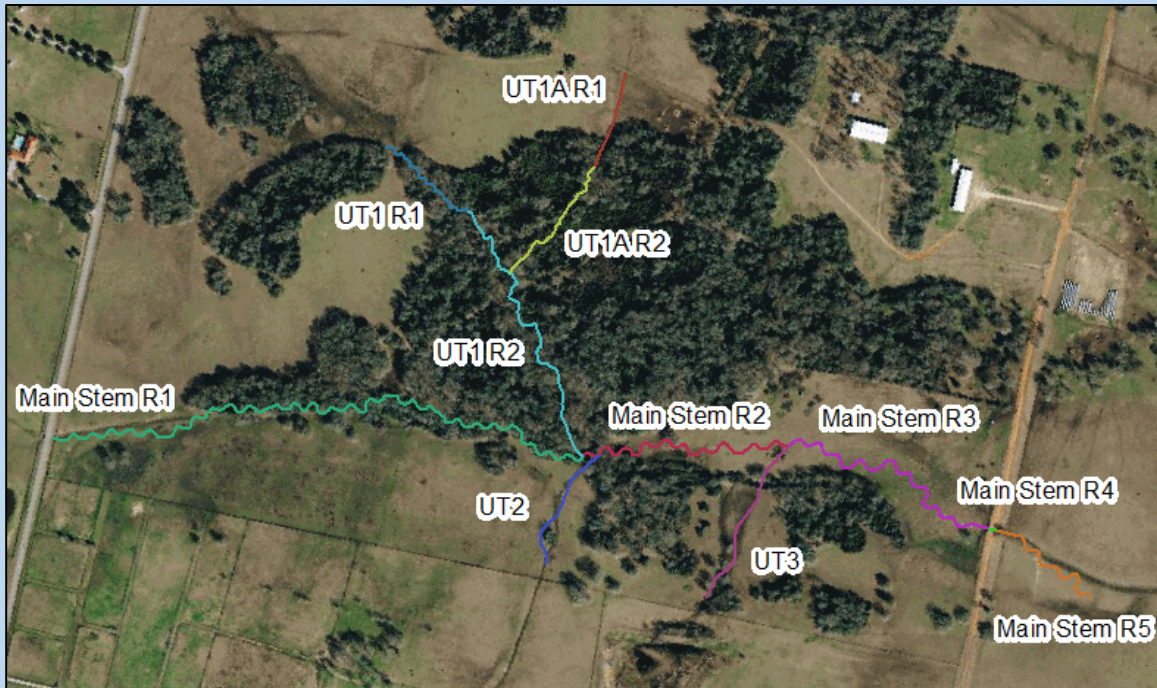 UT1A R1
UT1 R1
UT1A R2
UT1 R2
Main Stem R1
Main Stem R2
Main Stem R3
Main Stem R4
UT2
UT3
Main Stem R5